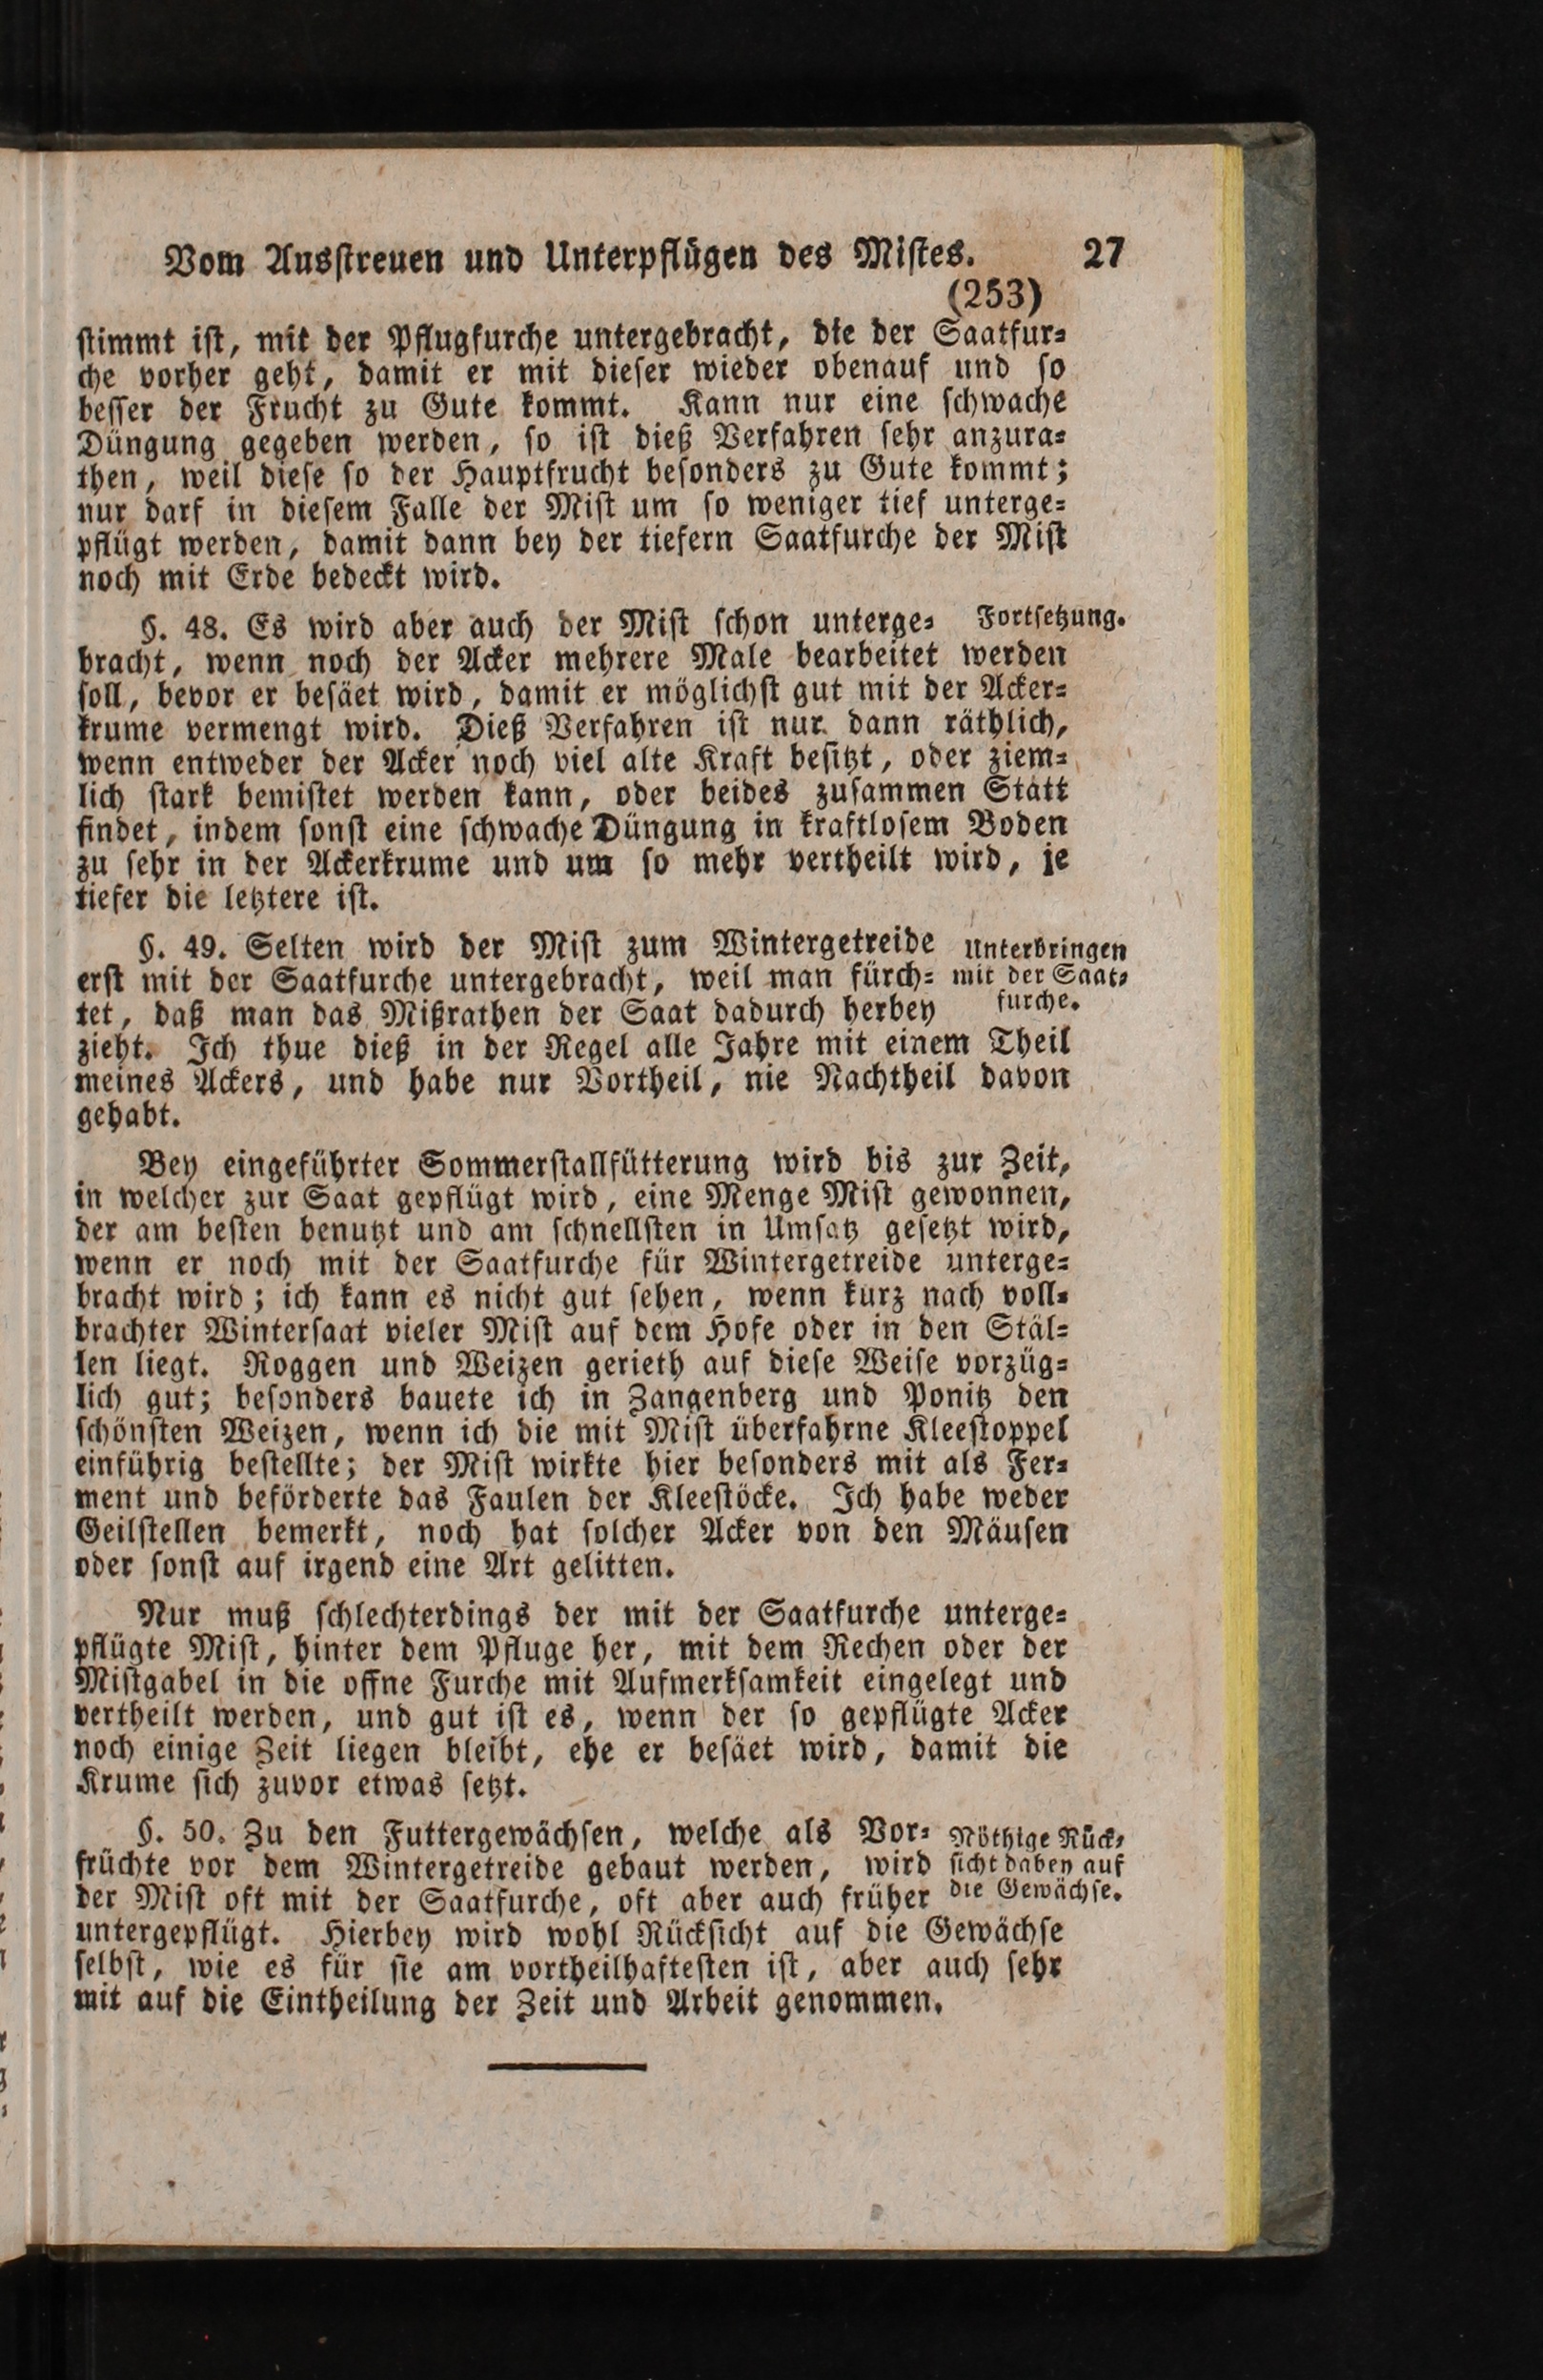 Vom Ausſtreuen und Unterpflügen des Miſtes. 27
(253)
ſtimmt iſt, mit der Pflugfurche untergebracht, die der Saatfur⸗
che vorher geht, damit er mit dieſer wieder obenauf und ſo
beſſer der Frucht zu Gute kommt. Kann nur eine ſchwache
Düngung gegeben werden, ſo iſt dieß Verfahren ſehr anzura⸗
then, weil dieſe ſo der Hauptfrucht beſonders zu Gute kommt;
nur darf in dieſem Falle der Miſt um ſo weniger tief unterge⸗
pflügt werden, damit dann bey der tiefern Saatfurche der Miſt
noch mit Erde bedeckt wird.
§. 48. Es wird aber auch der Miſt ſchon unterge⸗ Fortſetzung.
bracht, wenn noch der Acker mehrere Male bearbeitet werden
ſoll, bevor er beſäet wird, damit er möglichſt gut mit der Acker⸗
krume vermengt wird. Dieß Verfahren iſt nur dann räthlich,
wenn entweder der Acker noch viel alte Kraft beſitzt, oder ziem⸗
lich ſtark bemiſtet werden kann, oder beides zuſammen Statt
findet, indem ſonſt eine ſchwache Düngung in kraftloſem Boden
zu ſehr in der Ackerkrume und um ſo mehr vertheilt wird, je
tiefer die letztere iſt.
§. 49. Selten wird der Miſt zum Wintergetreide Unterbringen
erſt mit der Saatfurche untergebracht, weil man fürch⸗ mit der Saat⸗
tet, daß man das Mißrathen der Saat dadurch herbey furche.
zieht. Ich thue dieß in der Regel alle Jahre mit einem Theil
meines Ackers, und habe nur Vortheil, nie Nachtheil davon
gehabt.
Bey eingeführter Sommerſtallfütterung wird bis zur Zeit,
in welcher zur Saat gepflügt wird, eine Menge Miſt gewonnen,
der am beſten benutzt und am ſchnellſten in Umſatz geſetzt wird,
wenn er noch mit der Saatfurche für Wintergetreide unterge⸗
bracht wird; ich kann es nicht gut ſehen, wenn kurz nach voll⸗
brachter Winterſaat vieler Miſt auf dem Hofe oder in den Stäl⸗
len liegt. Roggen und Weizen gerieth auf dieſe Weiſe vorzüg⸗
lich gut; beſonders bauete ich in Zangenberg und Ponitz den
ſchönſten Weizen, wenn ich die mit Miſt überfahrne Kleeſtoppel
einführig beſtellte; der Miſt wirkte hier beſonders mit als Fer⸗
ment und beförderte das Faulen der Kleeſtöcke. Ich habe weder
Geilſtellen bemerkt, noch hat ſolcher Acker von den Mäuſen
oder ſonſt auf irgend eine Art gelitten.
Nur muß ſchlechterdings der mit der Saatfurche unterge⸗
pflügte Miſt, hinter dem Pfluge her, mit dem Rechen oder der
Miſtgabel in die offne Furche mit Aufmerkſamkeit eingelegt und
vertheilt werden, und gut iſt es, wenn der ſo gepflügte Acker
noch einige Zeit liegen bleibt, ehe er beſäet wird, damit die
Krume ſich zuvor etwas ſetzt.
§. 50. Zu den Futtergewächſen, welche als Vor⸗ Nöthige Rück⸗
früchte vor dem Wintergetreide gebaut werden, wird ſicht dabey auf
der Miſt oft mit der Saatfurche, oft aber auch früher die Gewächſe.
untergepflügt. Hierbey wird wohl Rückſicht auf die Gewächſe
ſelbſt, wie es für ſie am vortheilhafteſten iſt, aber auch ſehr
mit auf die Eintheilung der Zeit und Arbeit genommen.